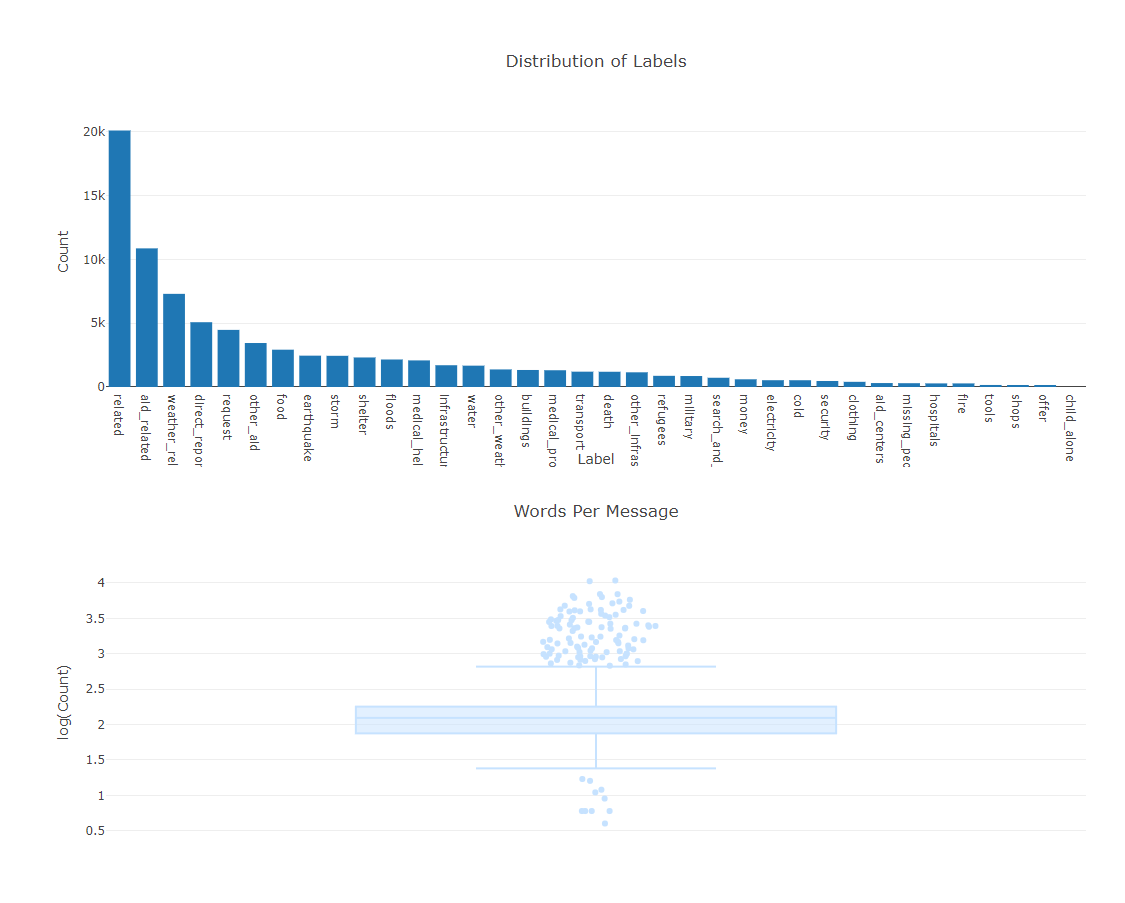 Distribution of Labels
20k
15k
10k
5k
0
Count
related
aid_related
weather_rel
direct_repor
request
other_aid
food
earthquake
storm
shelter
floods
medical_hel
infrastructur
water
other_weath
buildings
medical_pro
transport
death
other_infras
refugees
military
search_and_
money
electricity
cold
security
clothing
aid_centers
missing_peo
hospitals
fire
tools
shops
offer
child_alone
Label
Words Per Message
4
3.5
3
2.5
2
1.5
1
0.5
log(Count)